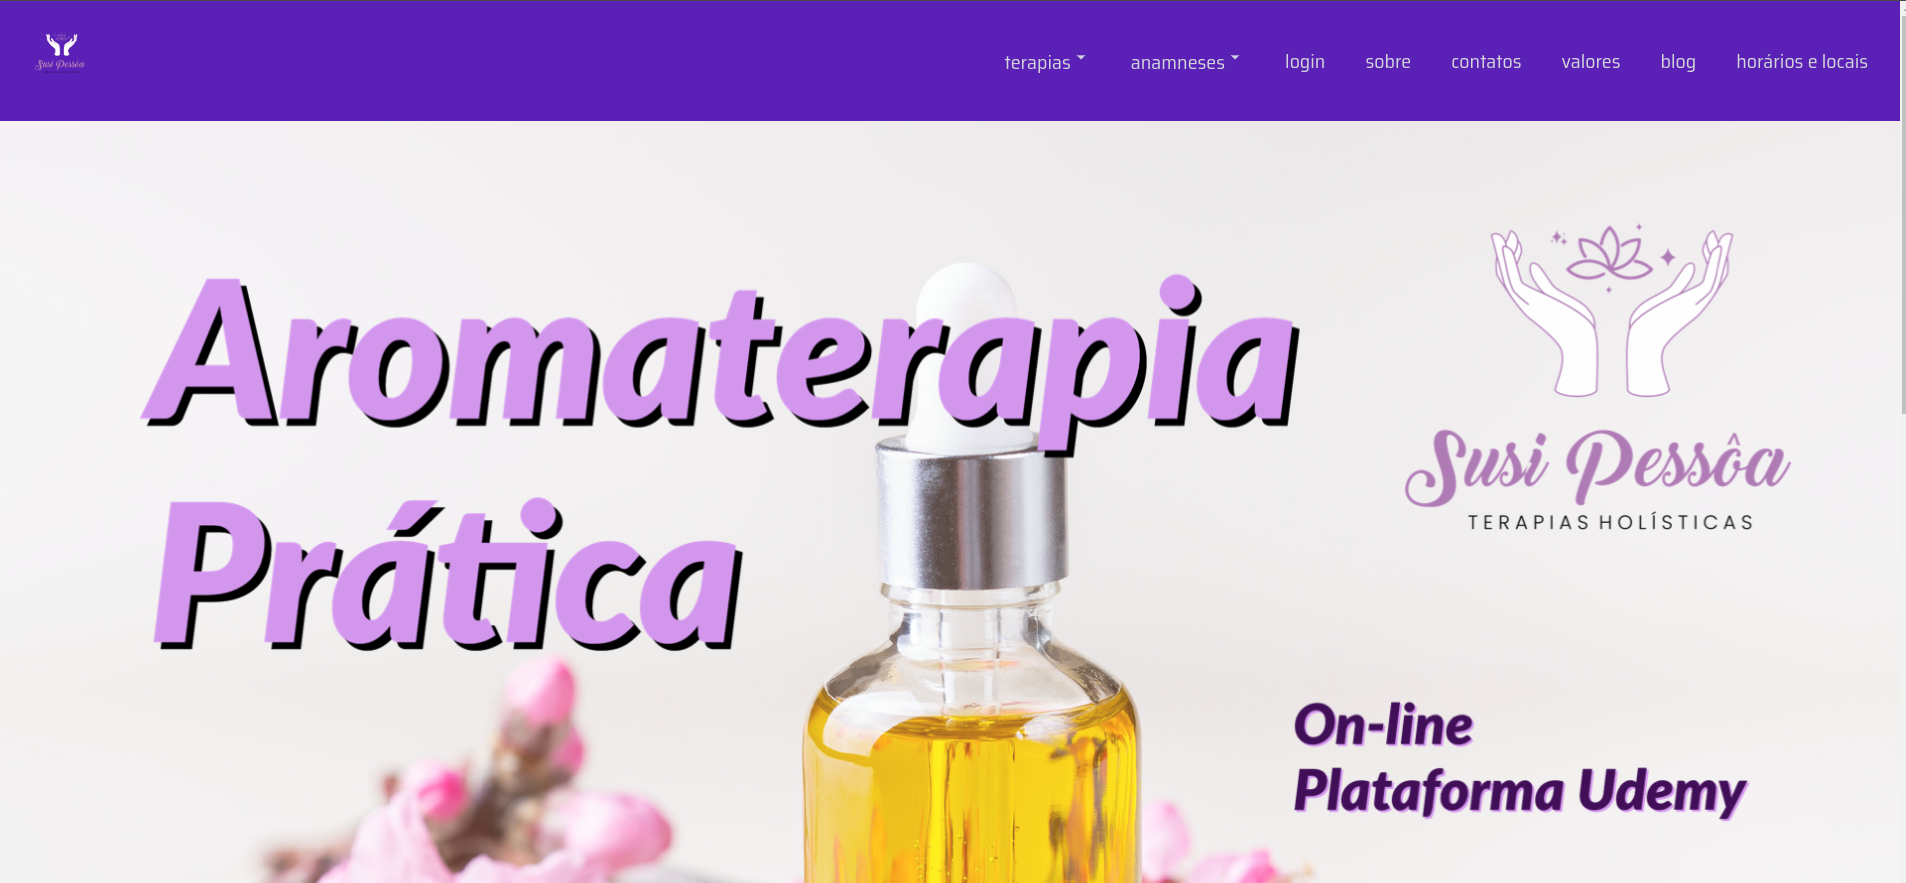 Susi Pessôa
terapias anamneses login sobre contatos valores blog horários e locais
Aromaterapia
Prática
Susi Pessôa
TERAPIAS HOLÍSTICAS
On-line
Plataforma Udemy